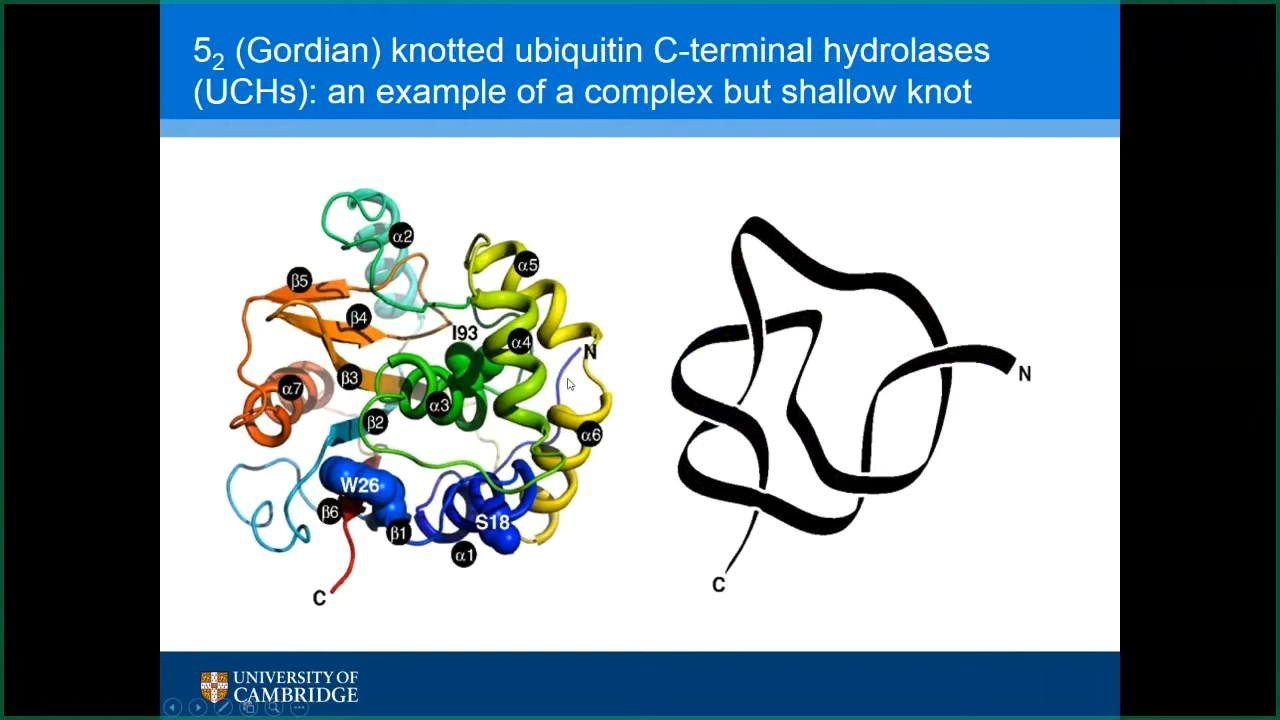 5₂ (Gordian) knotted ubiquitin C-terminal hydrolases
(UCHs): an example of a complex but shallow knot
α2
α5
β5
β4
I93
α4
N
N
β3
α7
α3
β2
α6
W26
β6
S18
β1
α1
C
C
UNIVERSITY OF
CAMBRIDGE